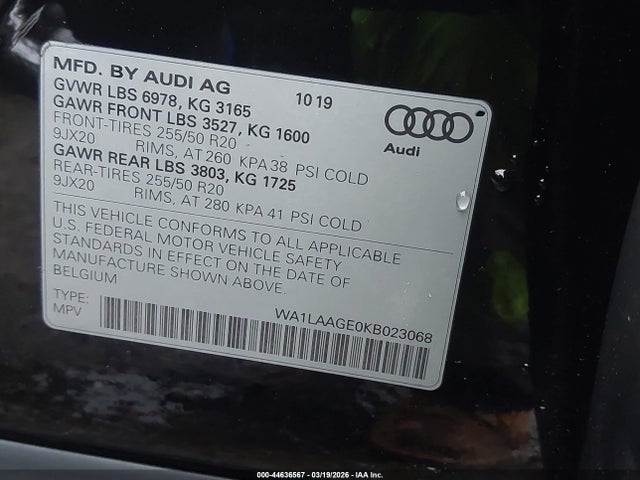 MFD. BY AUDI AG 10 19
GVWR LBS 6978, KG 3165
GAWR FRONT LBS 3527, KG 1600
FRONT-TIRES 255/50 R20
9JX20 RIMS, AT 260 KPA 38 PSI COLD
GAWR REAR LBS 3803, KG 1725
REAR-TIRES 255/50 R20
9JX20 RIMS, AT 280 KPA 41 PSI COLD
Audi
THIS VEHICLE CONFORMS TO ALL APPLICABLE
U.S. FEDERAL MOTOR VEHICLE SAFETY
STANDARDS IN EFFECT ON THE DATE OF
MANUFACTURE SHOWN ABOVE.
BELGIUM
TYPE:
MPV
WA1LAAGE0KB023068
000-44636567 - 03/19/2026 - IAA Inc.